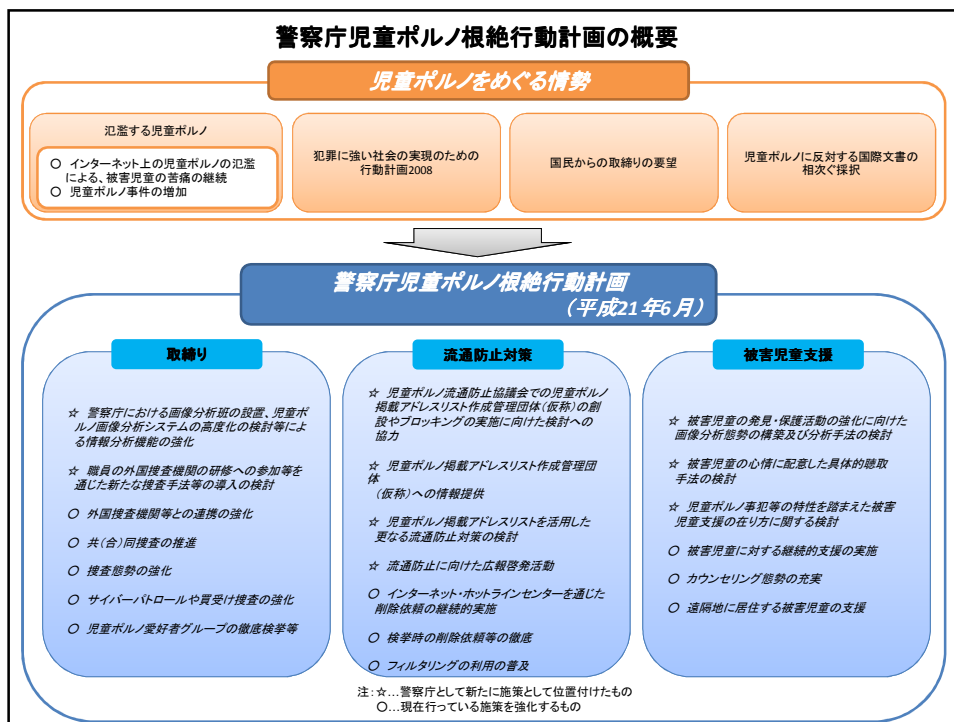 警察庁児童ポルノ根絶行動計画の概要
児童ポルノをめぐる情勢
氾濫する児童ポルノ
○ インターネット上の児童ポルノの氾濫
による、被害児童の苦痛の継続
○ 児童ポルノ事件の増加
犯罪に強い社会の実現のための
行動計画2008
国民からの取締りの要望
児童ポルノに反対する国際文書の
相次ぐ採択
警察庁児童ポルノ根絶行動計画
（平成21年6月）
取締り
☆ 警察庁における画像分析班の設置、児童ポ
ルノ画像分析システムの高度化の検討等によ
る情報分析機能の強化
☆ 職員の外国捜査機関の研修への参加等を
通じた新たな捜査手法等の導入の検討
○ 外国捜査機関等との連携の強化
○ 共(合)同捜査の推進
○ 捜査態勢の強化
○ サイバーパトロールや買受け捜査の強化
○ 児童ポルノ愛好者グループの徹底検挙等
流通防止対策
☆ 児童ポルノ流通防止協議会での児童ポルノ
掲載アドレスリスト作成管理団体(仮称)の創
設やブロッキングの実施に向けた検討への
協力
☆ 児童ポルノ掲載アドレスリスト作成管理団
体
(仮称)への情報提供
☆ 児童ポルノ掲載アドレスリストを活用した
更なる流通防止対策の検討
☆ 流通防止に向けた広報啓発活動
○ インターネット・ホットラインセンターを通じた
削除依頼の継続的実施
○ 検挙時の削除依頼等の徹底
○ フィルタリングの利用の普及
被害児童支援
☆ 被害児童の発見・保護活動の強化に向けた
画像分析態勢の構築及び分析手法の検討
☆ 被害児童の心情に配意した具体的聴取
手法の検討
☆ 児童ポルノ事犯等の特性を踏まえた被害
児童支援の在り方に関する検討
○ 被害児童に対する継続的支援の実施
○ カウンセリング態勢の充実
○ 遠隔地に居住する被害児童の支援
注：☆…警察庁として新たに施策として位置付けたもの
○…現在行っている施策を強化するもの